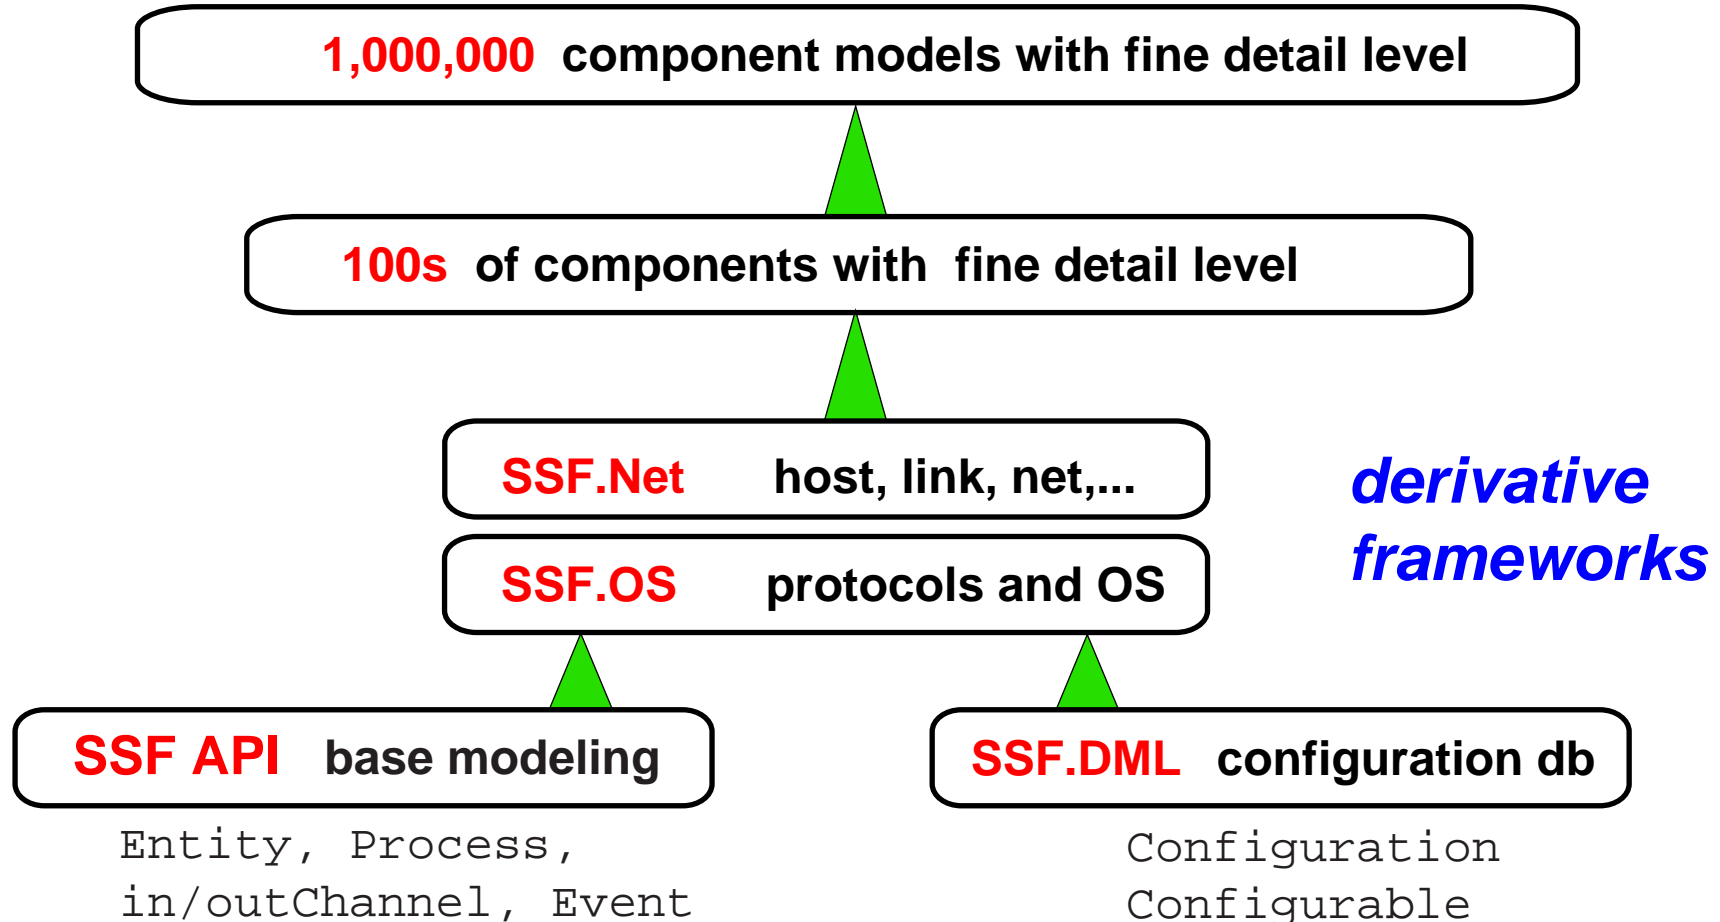 1,000,000 component models with fine detail level
100s of components with fine detail level
SSF.Net host, link, net,...
SSF.OS protocols and OS
derivative
frameworks
SSF API base modeling
SSF.DML configuration db
Entity, Process,
in/outChannel, Event
Configuration
Configurable